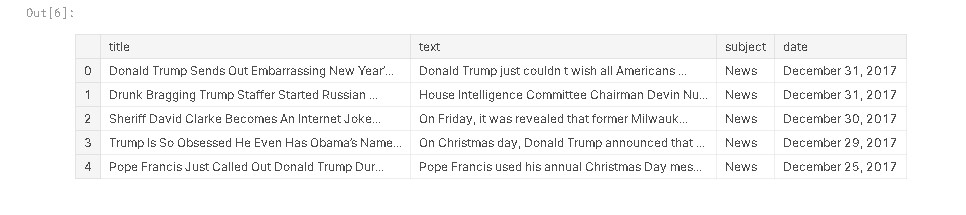 Out[6]:
title text subject date
0 Donald Trump Sends Out Embarrassing New Year'... Donald Trump just couldn t wish all Americans ... News December 31, 2017
1 Drunk Bragging Trump Staffer Started Russian ... House Intelligence Committee Chairman Devin Nu... News December 31, 2017
2 Sheriff David Clarke Becomes An Internet Joke... On Friday, it was revealed that former Milwauk... News December 30, 2017
3 Trump Is So Obsessed He Even Has Obama's Name... On Christmas day, Donald Trump announced that ... News December 29, 2017
4 Pope Francis Just Called Out Donald Trump Dur... Pope Francis used his annual Christmas Day mes... News December 25, 2017